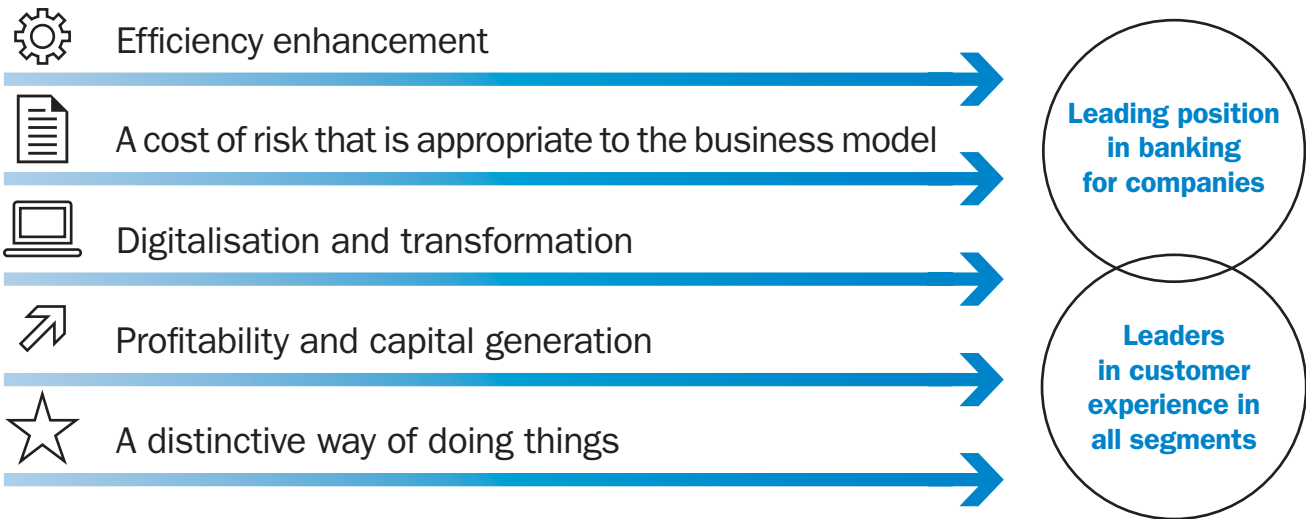 Efficiency enhancement
A cost of risk that is appropriate to the business model
Digitalisation and transformation
Profitability and capital generation
A distinctive way of doing things
Leading position
in banking
for companies
Leaders
in customer
experience in
all segments